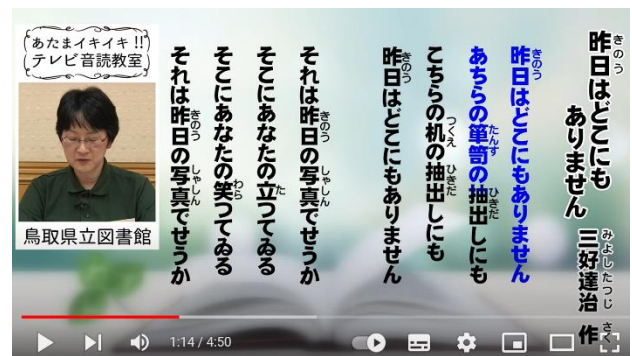 あたまイキイキ!!
テレビ音読教室
鳥取県立図書館
昨日はどこにも
ありません
三好達治 作
昨日はどこにもありません
あちらの箪笥の抽出しにも
こちらの机の抽出しにも
昨日はどこにもありません
それは昨日の写真でせうか
そこにあなたの立つてゐる
そこにあなたの笑つてゐる
それは昨日の写真でせうか
1:14 / 4:50